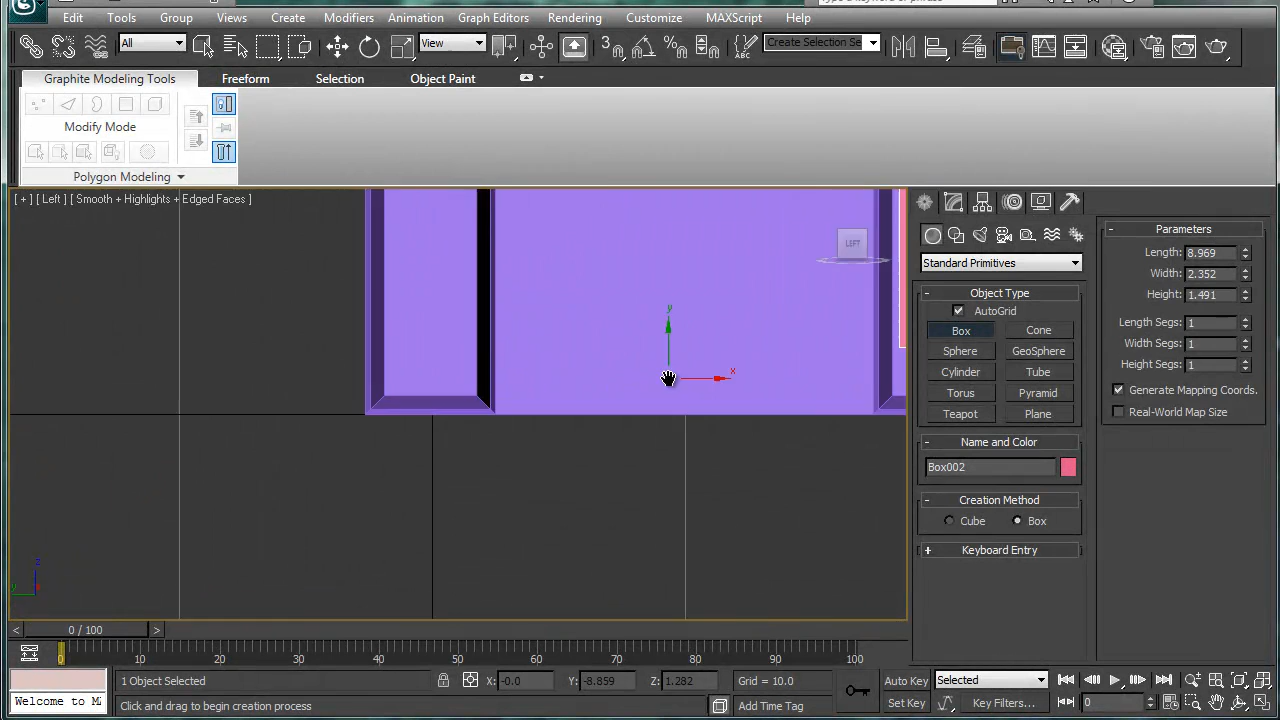 Edit Tools Group Views Create Modifiers Animation Graph Editors Rendering Customize MAXScript Help
All View 3 % ABC Create Selection Se
Graphite Modeling Tools Freeform Selection Object Paint
Modify Mode
Polygon Modeling
[ + ] [ Left ] [ Smooth + Highlights + Edged Faces ]
LEFT
y
x
z
y
Standard Primitives
- Object Type
AutoGrid
Box Cone
Sphere GeoSphere
Cylinder Tube
Torus Pyramid
Teapot Plane
- Name and Color
Box002
- Creation Method
Cube Box
+ Keyboard Entry
- Parameters
Length: 8.969
Width: 2.352
Height: 1.491
Length Segs: 1
Width Segs: 1
Height Segs: 1
Generate Mapping Coords.
Real-World Map Size
< 0 / 100 >
0 10 20 30 40 50 60 70 80 90 100
1 Object Selected X: -0.0 Y: -8.859 Z: 1.282 Grid = 10.0 Auto Key Selected
Welcome to M Click and drag to begin creation process Add Time Tag Set Key Key Filters... 0